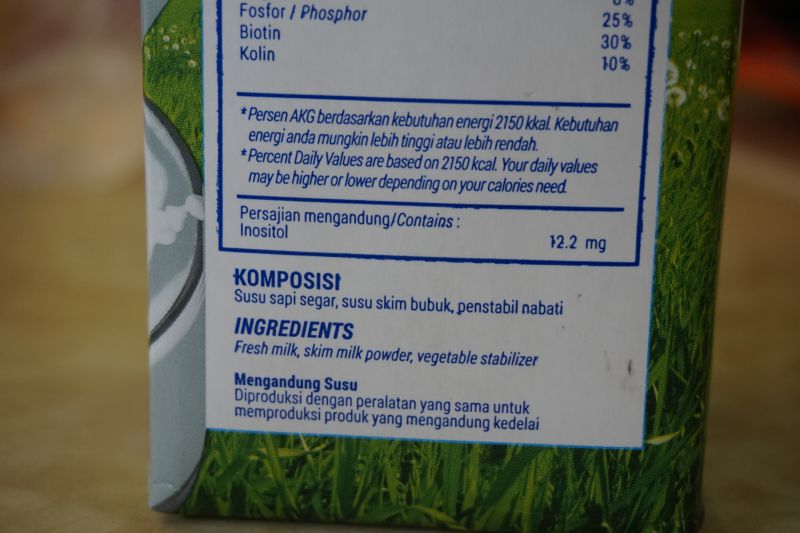 Fosfor / Phosphor 25%
Biotin 30%
Kolin 10%
*Persen AKG berdasarkan kebutuhan energi 2150 kkal. Kebutuhan
energi anda mungkin lebih tinggi atau lebih rendah.
*Percent Daily Values are based on 2150 kcal. Your daily values
may be higher or lower depending on your calories need.
Persajian mengandung/Contains :
Inositol 12.2 mg
KOMPOSISI
Susu sapi segar, susu skim bubuk, penstabil nabati
INGREDIENTS
Fresh milk, skim milk powder, vegetable stabilizer
Mengandung Susu
Diproduksi dengan peralatan yang sama untuk
memproduksi produk yang mengandung kedelai